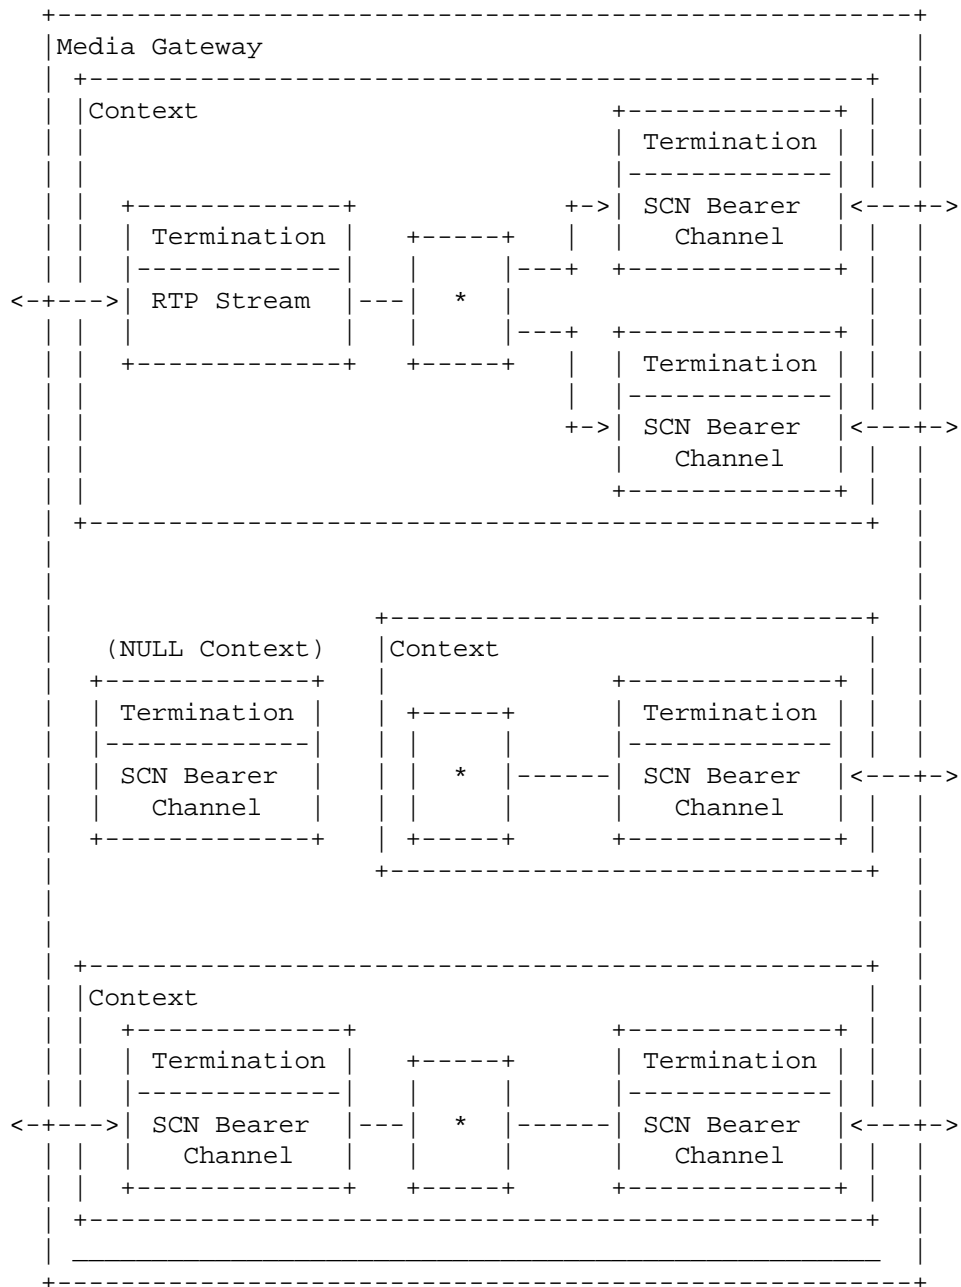 Media Gateway
Context
Termination
SCN Bearer
Channel
Termination
RTP Stream
*
Termination
SCN Bearer
Channel
(NULL Context)
Termination
SCN Bearer
Channel
Context
*
Termination
SCN Bearer
Channel
Context
Termination
SCN Bearer
Channel
*
Termination
SCN Bearer
Channel